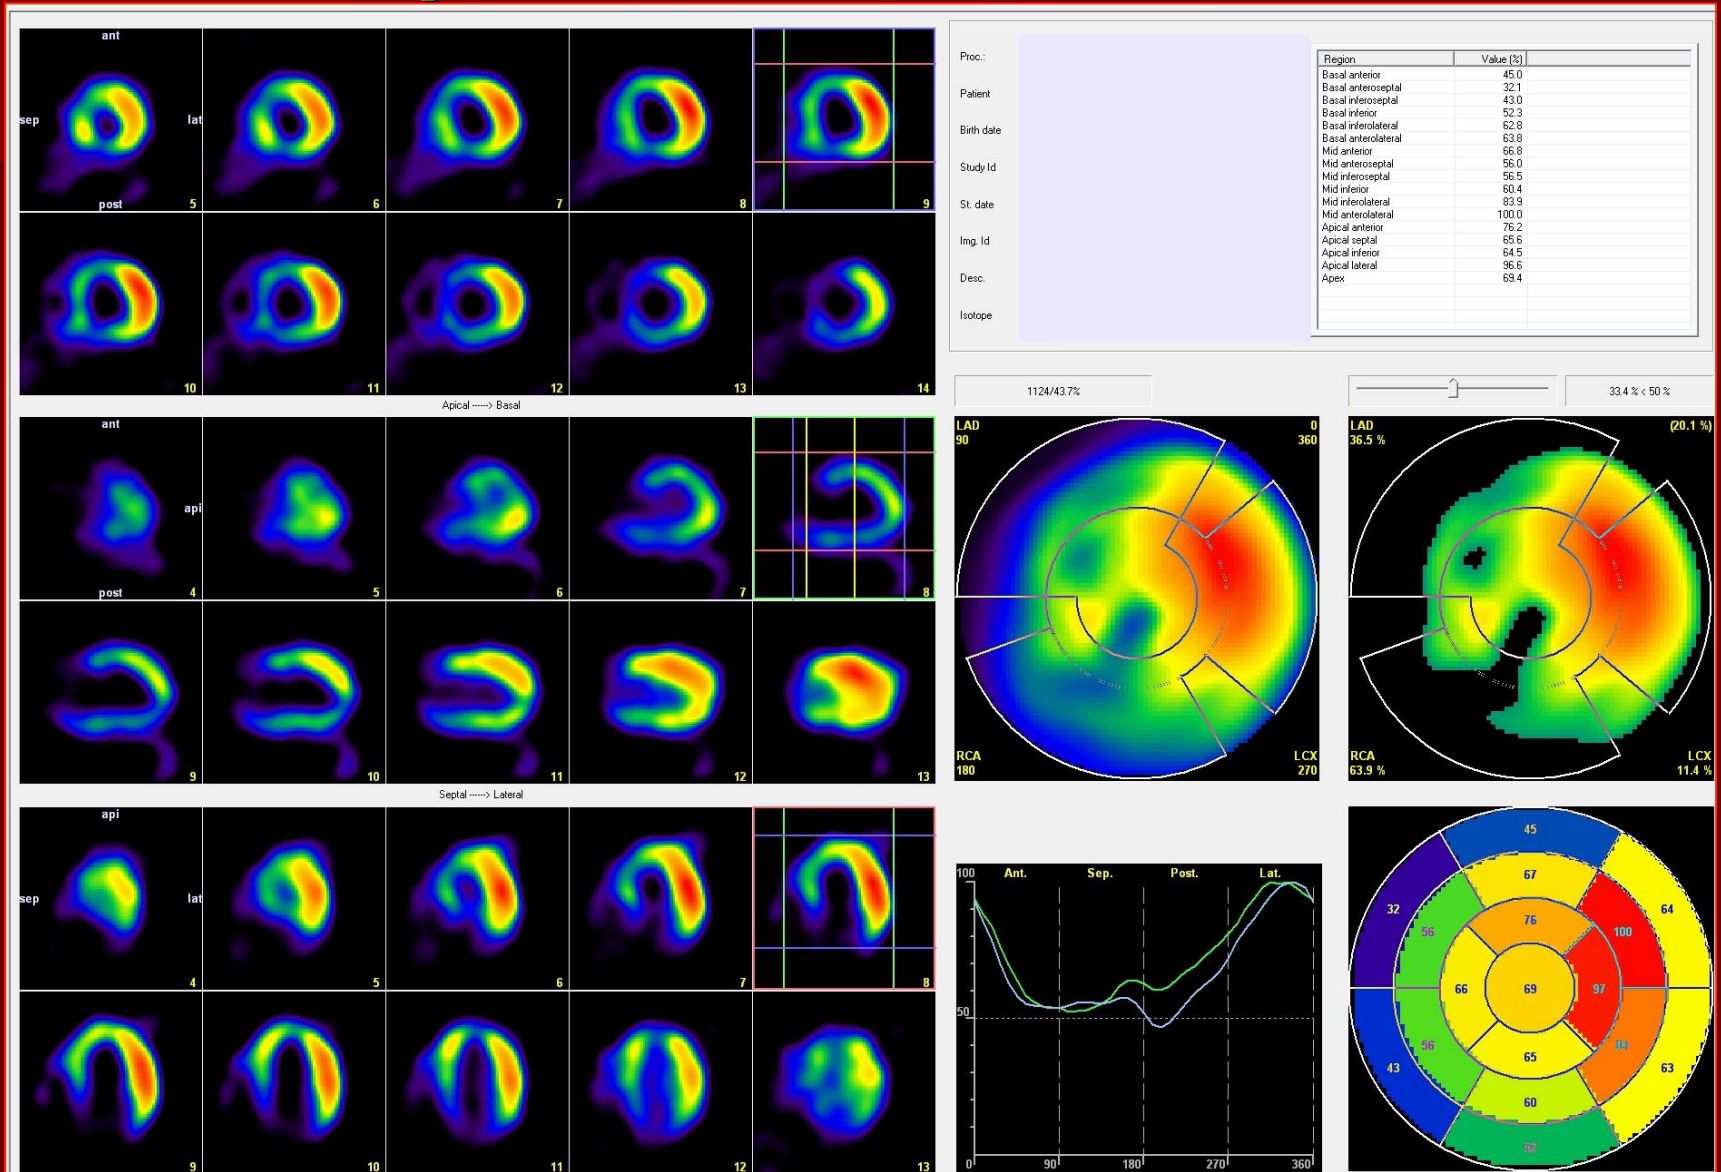 ant
sep
lat
post
5
6
7
8
9
10
11
12
13
14
Apical -----> Basal
ant
api
post
4
5
6
7
8
9
10
11
12
13
Septal -----> Lateral
api
sep
lat
4
5
6
7
8
9
10
11
12
13
Proc.:
Patient
Birth date
Study Id
St. date
Img. Id
Desc.
Isotope
Region Value (%)
Basal anterior 45.0
Basal anteroseptal 32.1
Basal inferoseptal 43.0
Basal inferior 52.3
Basal inferolateral 62.8
Basal anterolateral 63.8
Mid anterior 66.8
Mid anteroseptal 56.0
Mid inferoseptal 56.5
Mid inferior 60.4
Mid inferolateral 83.9
Mid anterolateral 100.0
Apical anterior 76.2
Apical septal 65.6
Apical inferior 64.5
Apical lateral 96.6
Apex 69.4
1124/43.7%
33.4 % < 50 %
LAD 0
90 360
RCA LCX
180 270
LAD (20.1 %)
36.5 %
RCA LCX
63.9 % 11.4 %
100 Ant. Sep. Post. Lat.
50
0 90 180 270 360
45
67
32 76 64
56 100
66 69 97
56 84
43 65 63
60
52